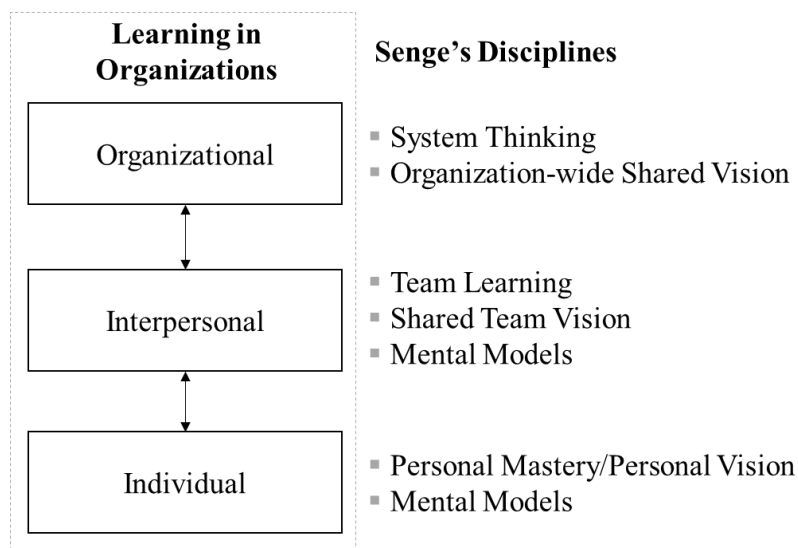 Learning in
Organizations
Senge’s Disciplines
Organizational
▪ System Thinking
▪ Organization-wide Shared Vision
Interpersonal
▪ Team Learning
▪ Shared Team Vision
▪ Mental Models
Individual
▪ Personal Mastery/Personal Vision
▪ Mental Models